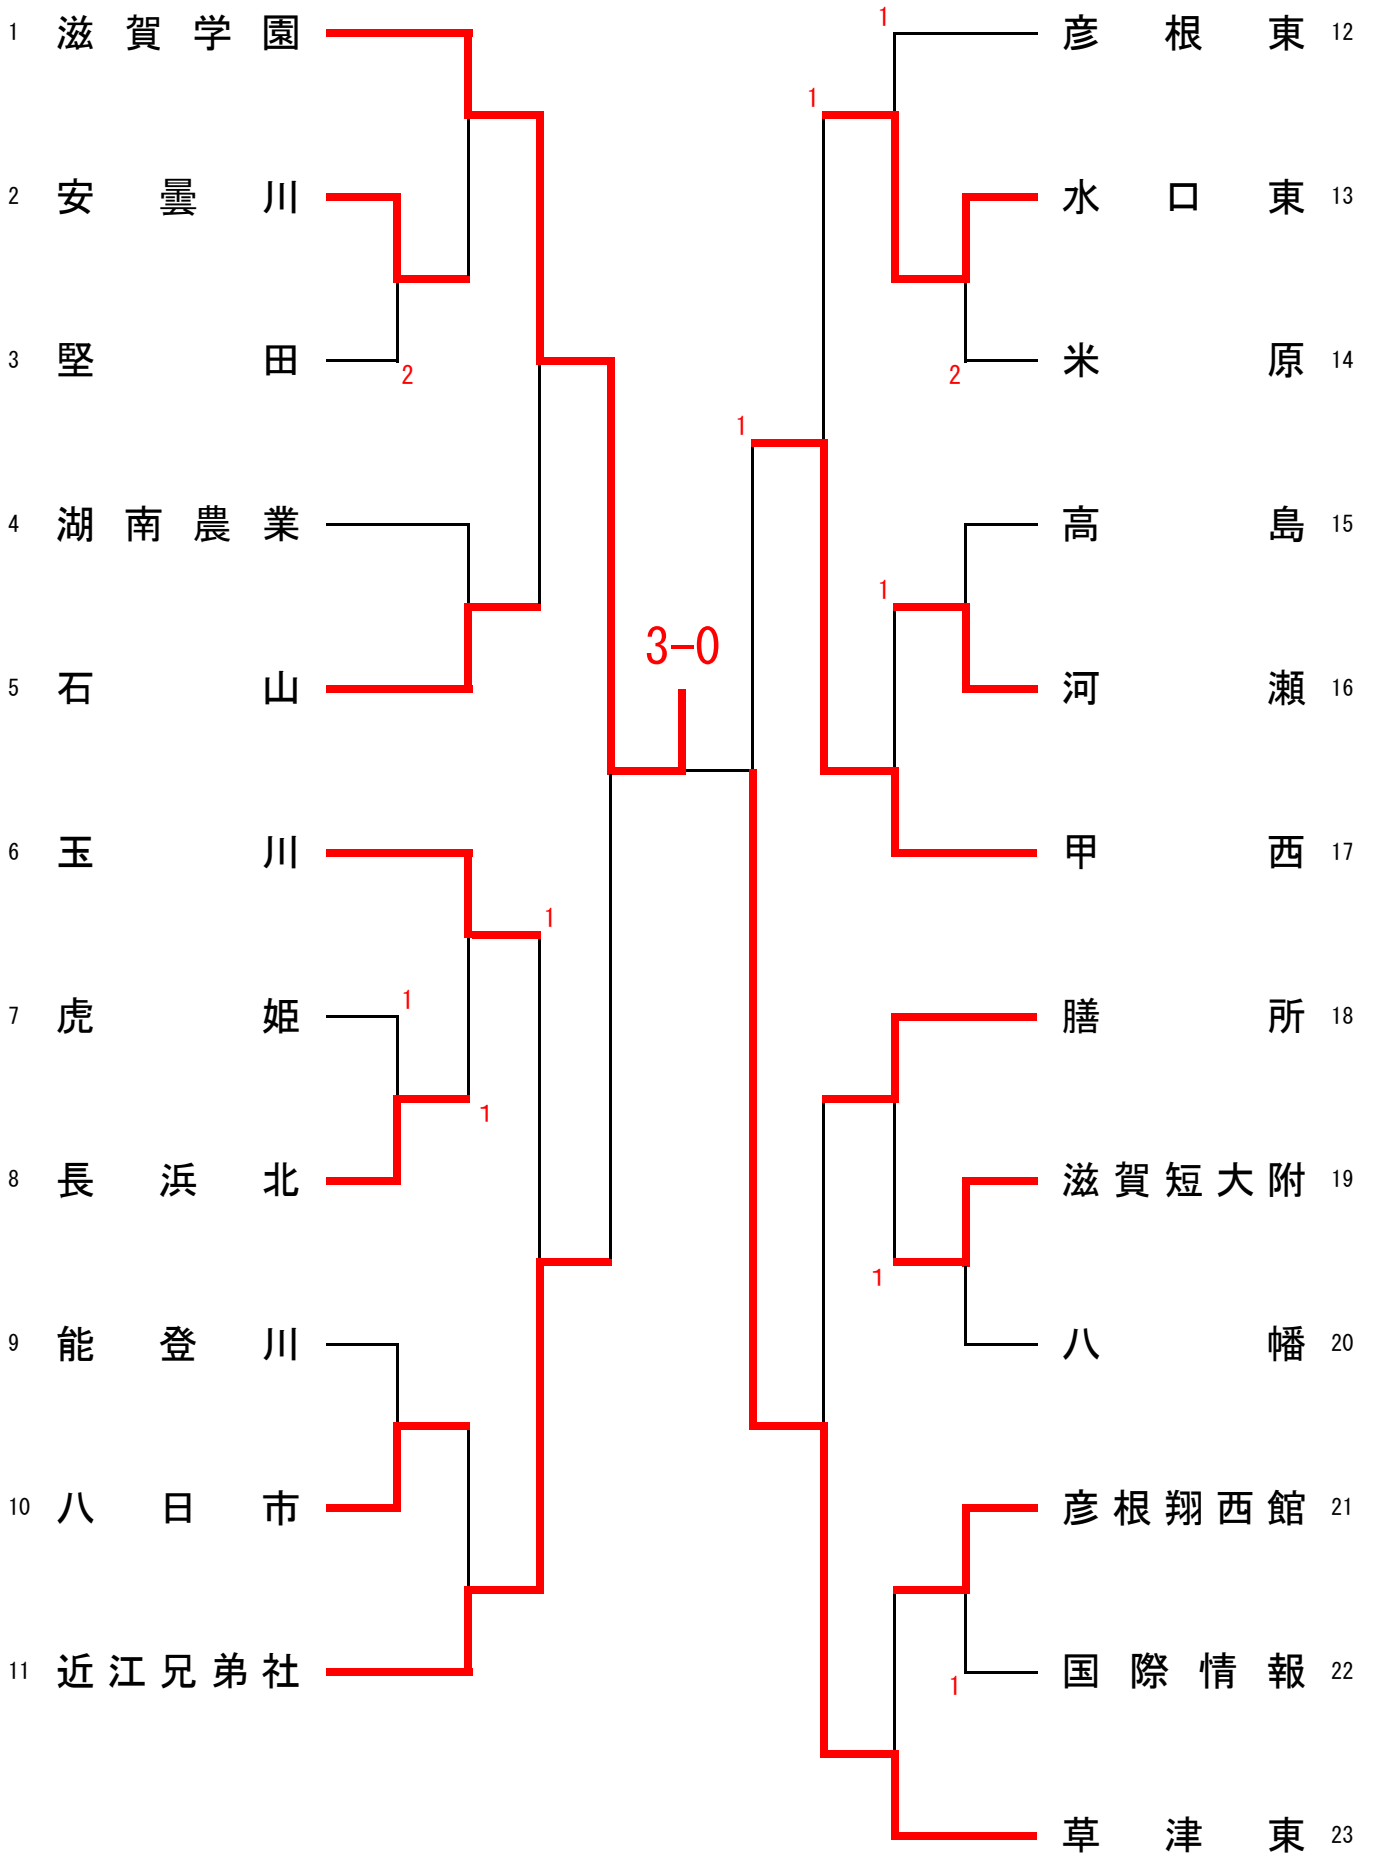 1 滋賀学園
2 安曇川
3 堅田
2
4 湖南農業
5 石山
6 玉川
1
7 虎姫
1
1
8 長浜北
9 能登川
10 八日市
11 近江兄弟社
3-0
1
彦根東 12
1
水口東 13
米原 14
2
1
高島 15
1
河瀬 16
甲西 17
膳所 18
滋賀短大附 19
1
八幡 20
彦根翔西館 21
国際情報 22
1
草津東 23